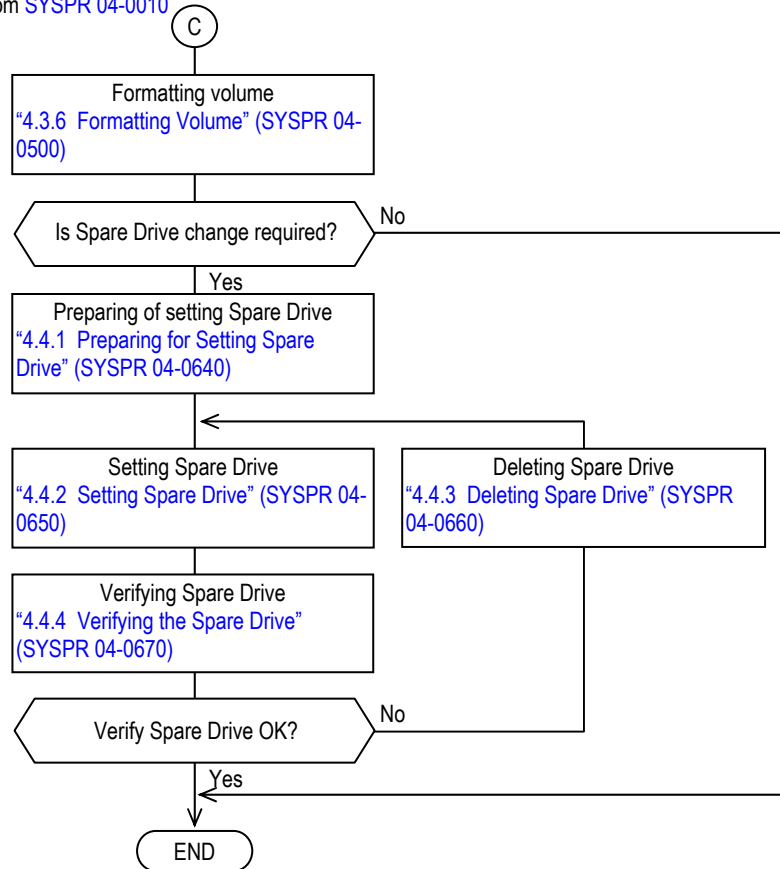 om SYSPR 04-0010
C
Formatting volume
“4.3.6 Formatting Volume” (SYSPR 04-
0500)
Is Spare Drive change required?
No
Yes
Preparing of setting Spare Drive
“4.4.1 Preparing for Setting Spare
Drive” (SYSPR 04-0640)
Setting Spare Drive
“4.4.2 Setting Spare Drive” (SYSPR 04-
0650)
Deleting Spare Drive
“4.4.3 Deleting Spare Drive” (SYSPR
04-0660)
Verifying Spare Drive
“4.4.4 Verifying the Spare Drive”
(SYSPR 04-0670)
Verify Spare Drive OK?
No
Yes
END